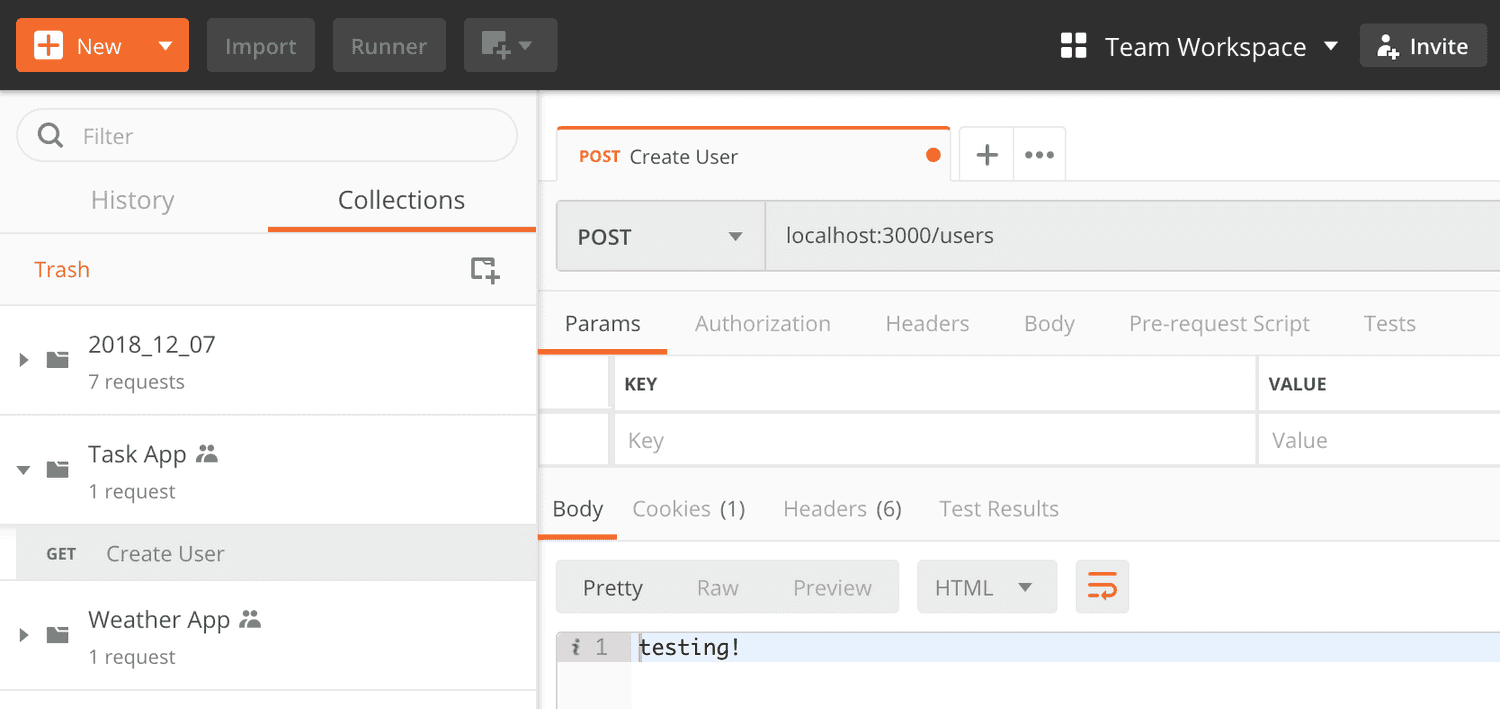 New Import Runner Team Workspace Invite
Filter
History Collections
Trash
2018_12_07
7 requests
Task App
1 request
GET Create User
Weather App
1 request
POST Create User
POST localhost:3000/users
Params Authorization Headers Body Pre-request Script Tests
KEY VALUE
Key Value
Body Cookies (1) Headers (6) Test Results
Pretty Raw Preview HTML
i 1 testing!